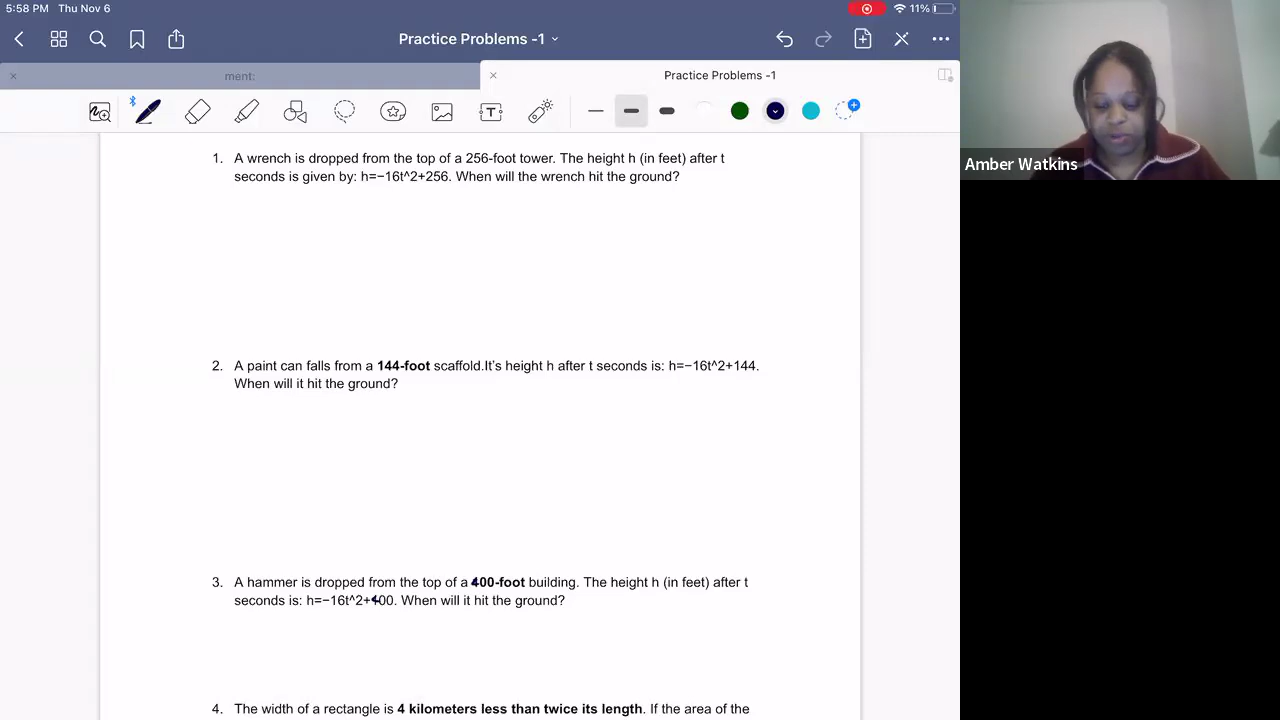 5:58 PM Thu Nov 6
11%
Practice Problems -1
ment:
Practice Problems -1
1. A wrench is dropped from the top of a 256-foot tower. The height h (in feet) after t
seconds is given by: h=−16t^2+256. When will the wrench hit the ground?
2. A paint can falls from a 144-foot scaffold.It's height h after t seconds is: h=−16t^2+144.
When will it hit the ground?
3. A hammer is dropped from the top of a 400-foot building. The height h (in feet) after t
seconds is: h=−16t^2+400. When will it hit the ground?
4. The width of a rectangle is 4 kilometers less than twice its length. If the area of the
Amber Watkins